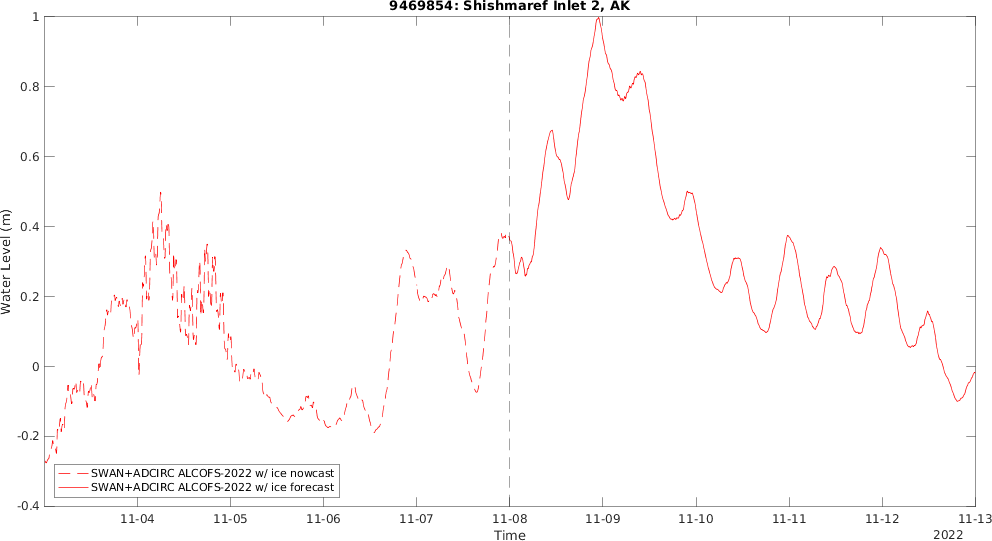 9469854: Shishmaref Inlet 2, AK
1
0.8
0.6
0.4
0.2
0
-0.2
-0.4
Water Level (m)
SWAN+ADCIRC ALCOFS-2022 w/ ice nowcast
SWAN+ADCIRC ALCOFS-2022 w/ ice forecast
11-04 11-05 11-06 11-07 11-08 11-09 11-10 11-11 11-12 11-13
Time
2022